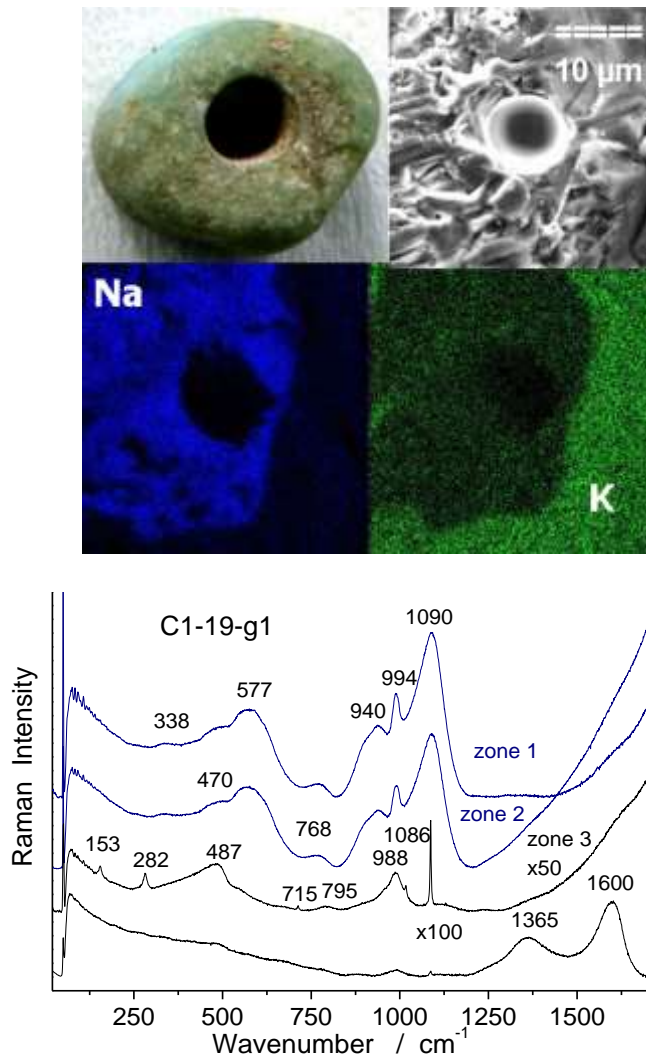 10 µm
Na
K
C1-19-g1
1090
577
994
338
940
zone 1
470
zone 2
768
1086
zone 3
153
282
487
988
x50
715
795
x100
1365
1600
Raman Intensity
250
500
750
1000
1250
1500
Wavenumber / cm⁻¹